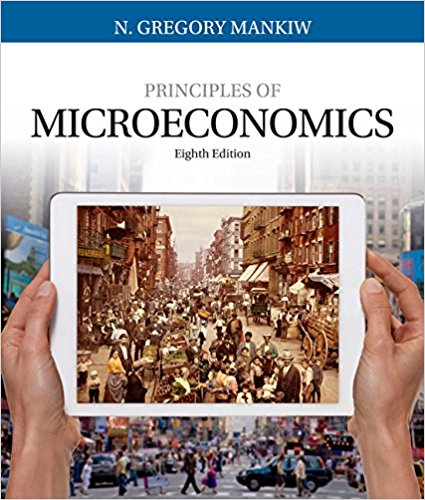 N. GREGORY MANKIW
PRINCIPLES OF
MICROECONOMICS
Eighth Edition